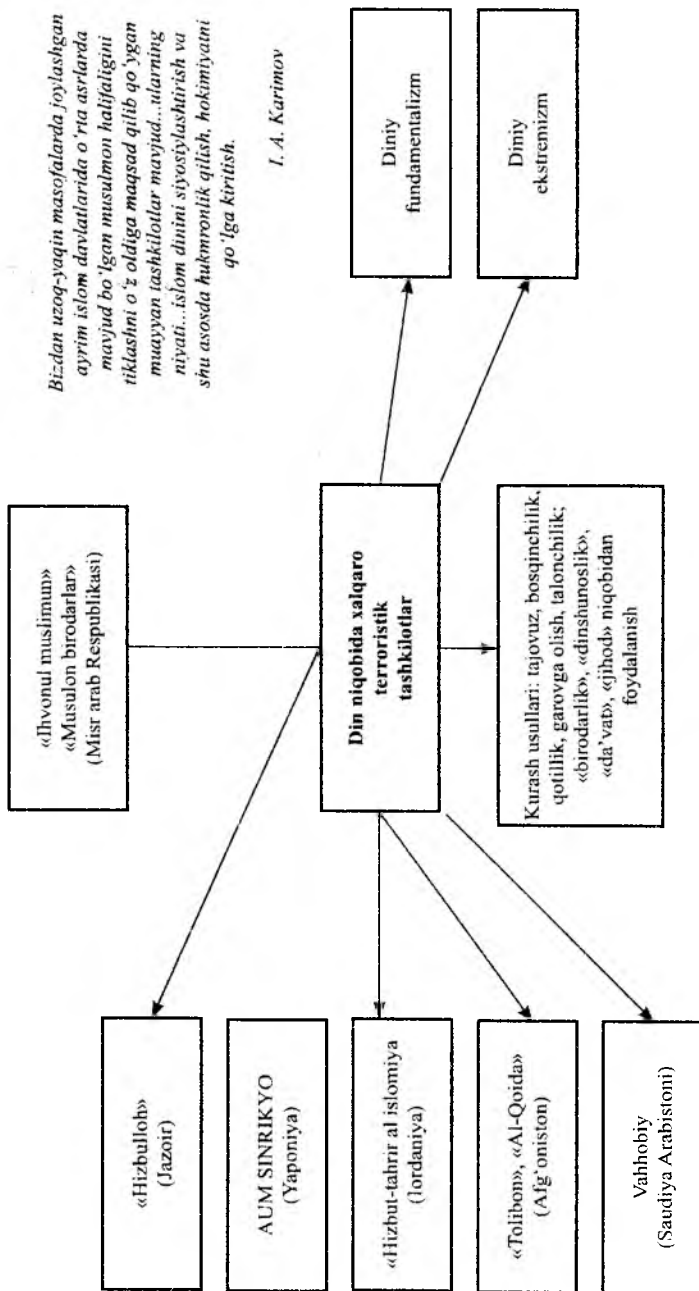 Bizdan uzoq-yaqin masofalarda joylashgan
ayrim islom davlatlarida o‘rta asrlarda
mavjud bo‘lgan musulmon halifaligini
tiklashni o‘z oldiga maqsad qilib qo‘ygan
muayyan tashkilotlar mavjud...ularning
niyati...islom dinini siyosiylashtirish va
shu asosda hukmronlik qilish, hokimiyatni
qo‘lga kiritish.
I. A. Karimov
«Ihvonul muslimun»
«Musulon birodarlar»
(Misr arab Respublikasi)
«Hizbulloh»
(Jazoir)
AUM SINRIKYO
(Yaponiya)
«Hizbut-tahrir al islomiya
(Iordaniya)
«Tolibon», «Al-Qoida»
(Afg‘oniston)
Vahhobiy
(Saudiya Arabistoni)
Din niqobida xalqaro
terroristik
tashkilotlar
Diniy
fundamentalizm
Diniy
ekstremizm
Kurash usullari: tajovuz, bosqinchilik,
qotillik, garovga olish, talonchilik;
«birodarlik», «dinshunoslik»,
«da’vat», «jihod» niqobidan
foydalanish